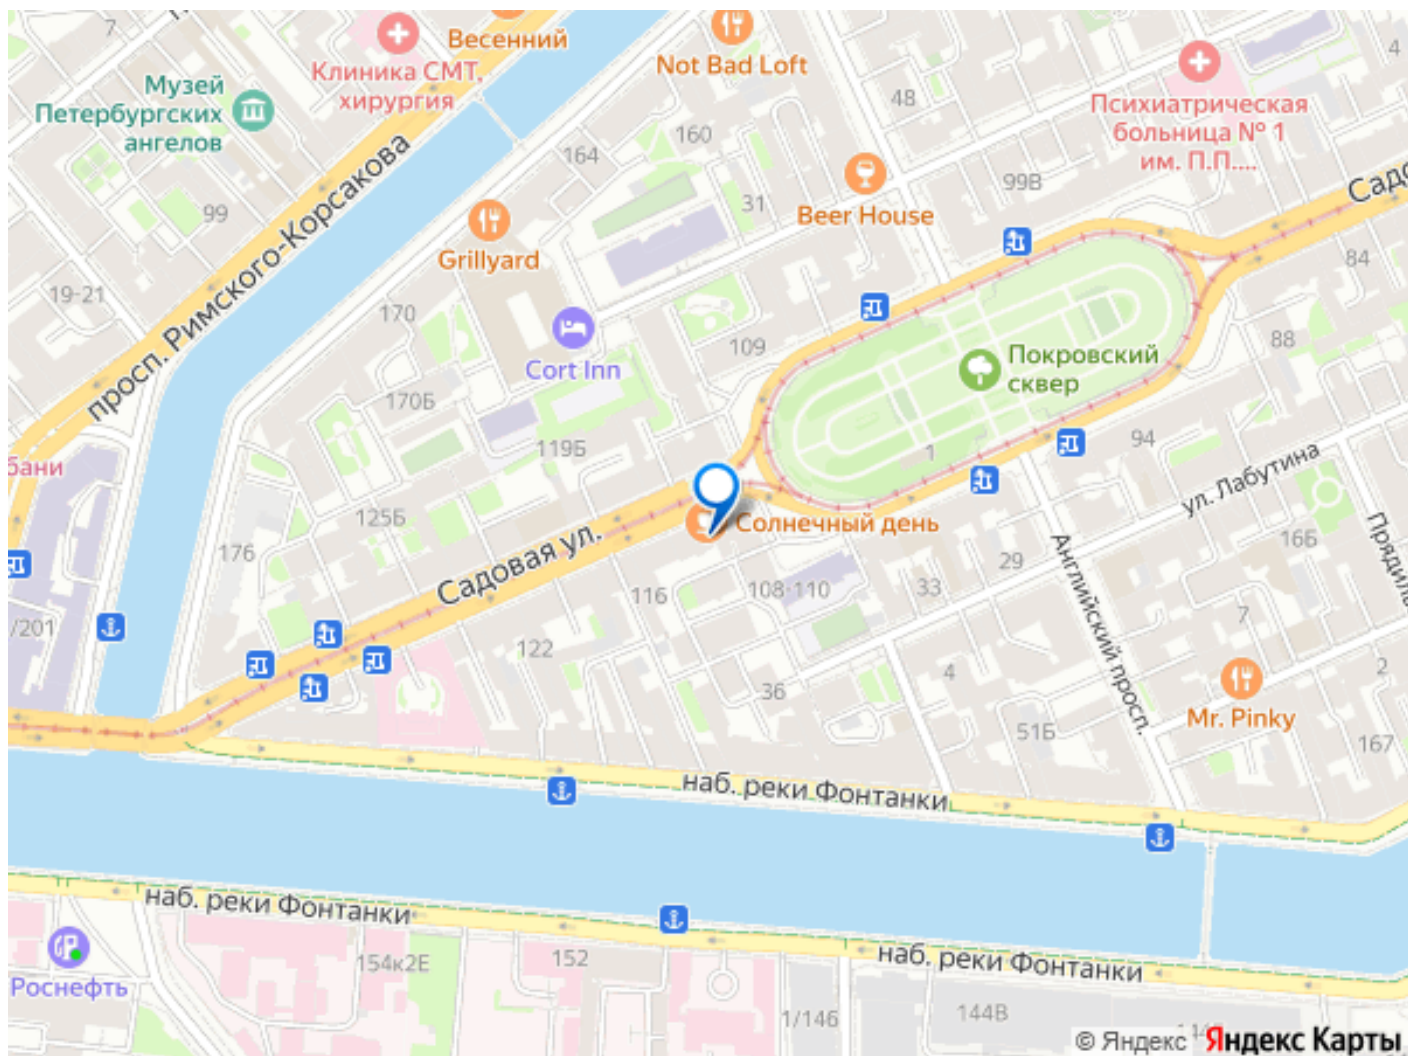 7
Весенний
Клиника СМТ,
хирургия
Музей
Петербургских
ангелов
Not Bad Loft
48
4
Психиатрическая
больница № 1
им. П.П....
160
164
99
31
Beer House
99В
Садо
Grillyard
просп. Римского-Корсакова
19-21
170
84
88
109
Cort Inn
Покровский
сквер
170Б
119Б
1
94
ул. Лабутина
бани
125Б
176
Солнечный день
Садовая ул.
116
108-110
33
29
16Б
Английский просп.
Прядиль
7
/201
122
36
4
2
Mr. Pinky
51Б
167
наб. реки Фонтанки
наб. реки Фонтанки
наб. реки Фонтанки
154к2Е
152
Роснефть
1/146
144В
© Яндекс
Яндекс Карты